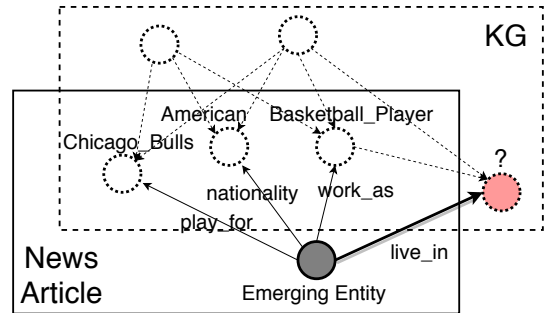 KG
American
Basketball_Player
Chicago_Bulls
?
nationality
work_as
play_for
live_in
News
Article
Emerging Entity